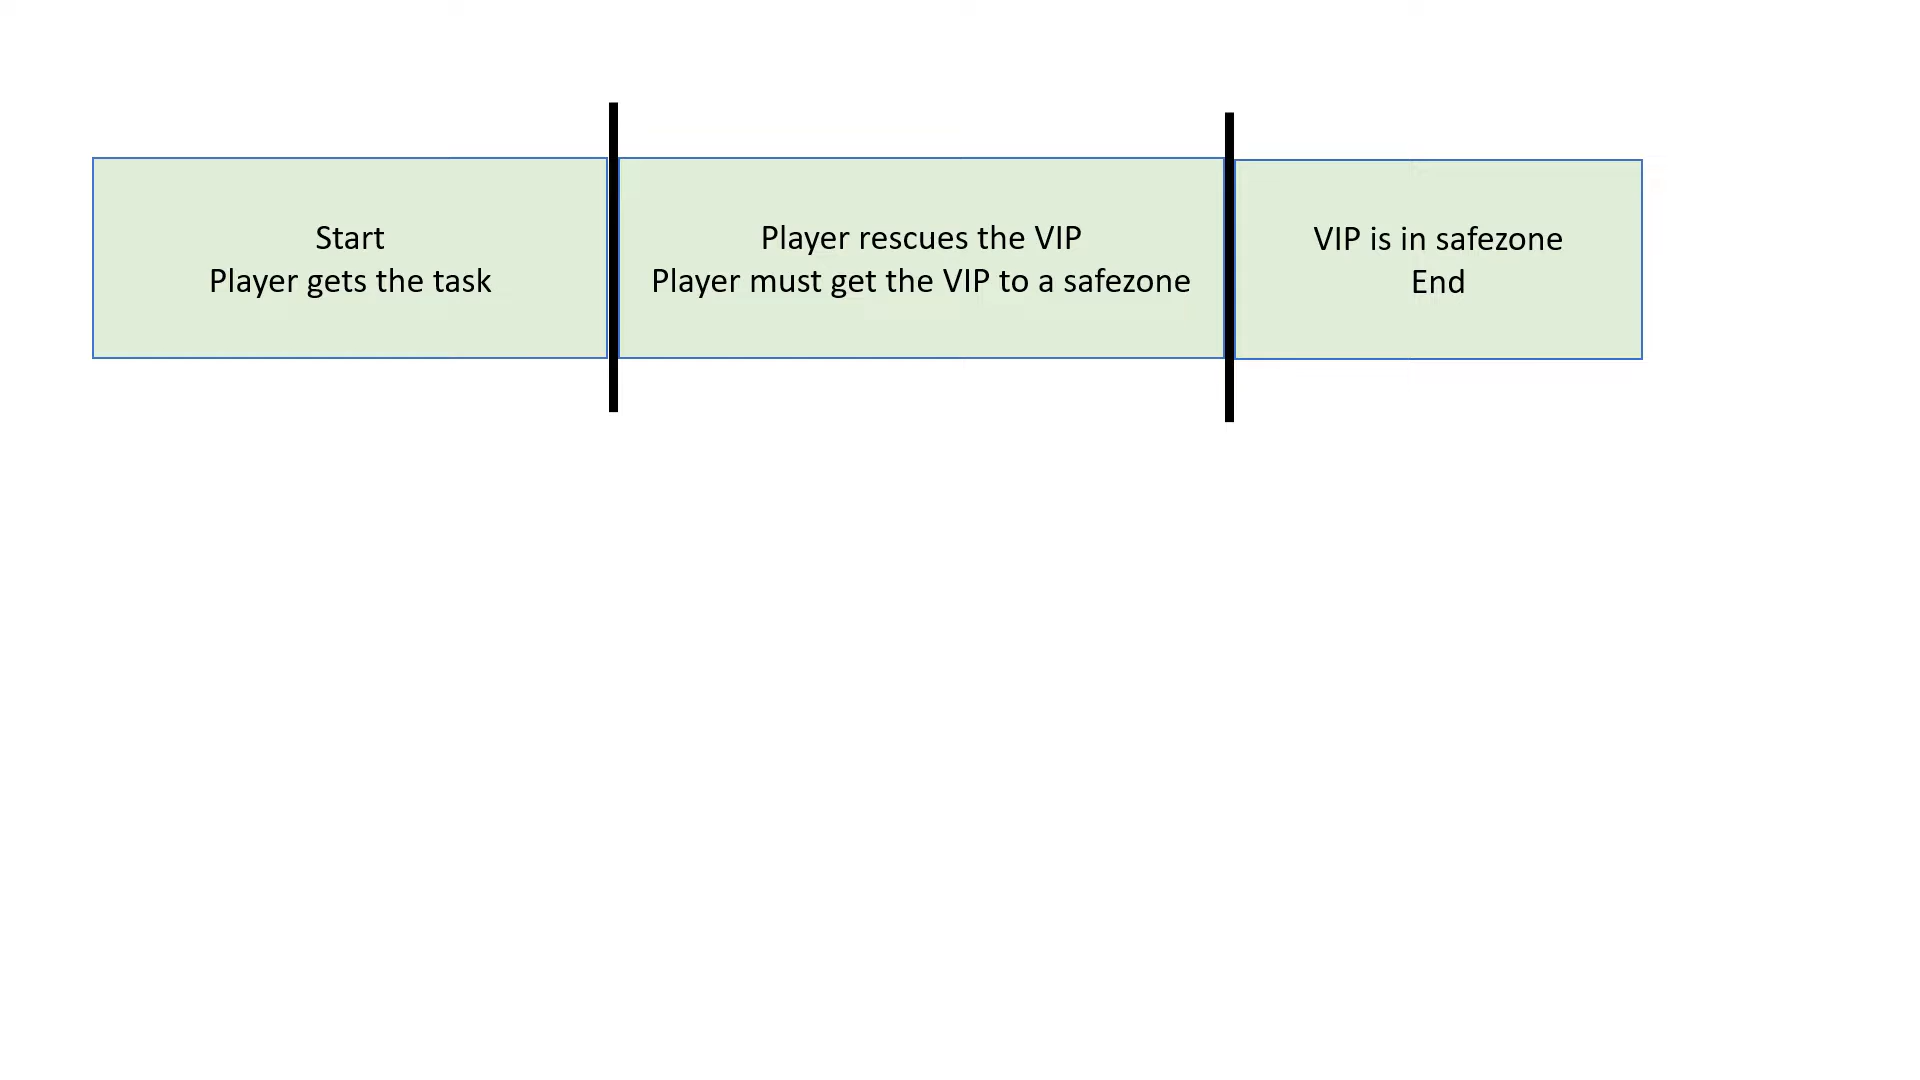 Start
Player gets the task
Player rescues the VIP
Player must get the VIP to a safezone
VIP is in safezone
End